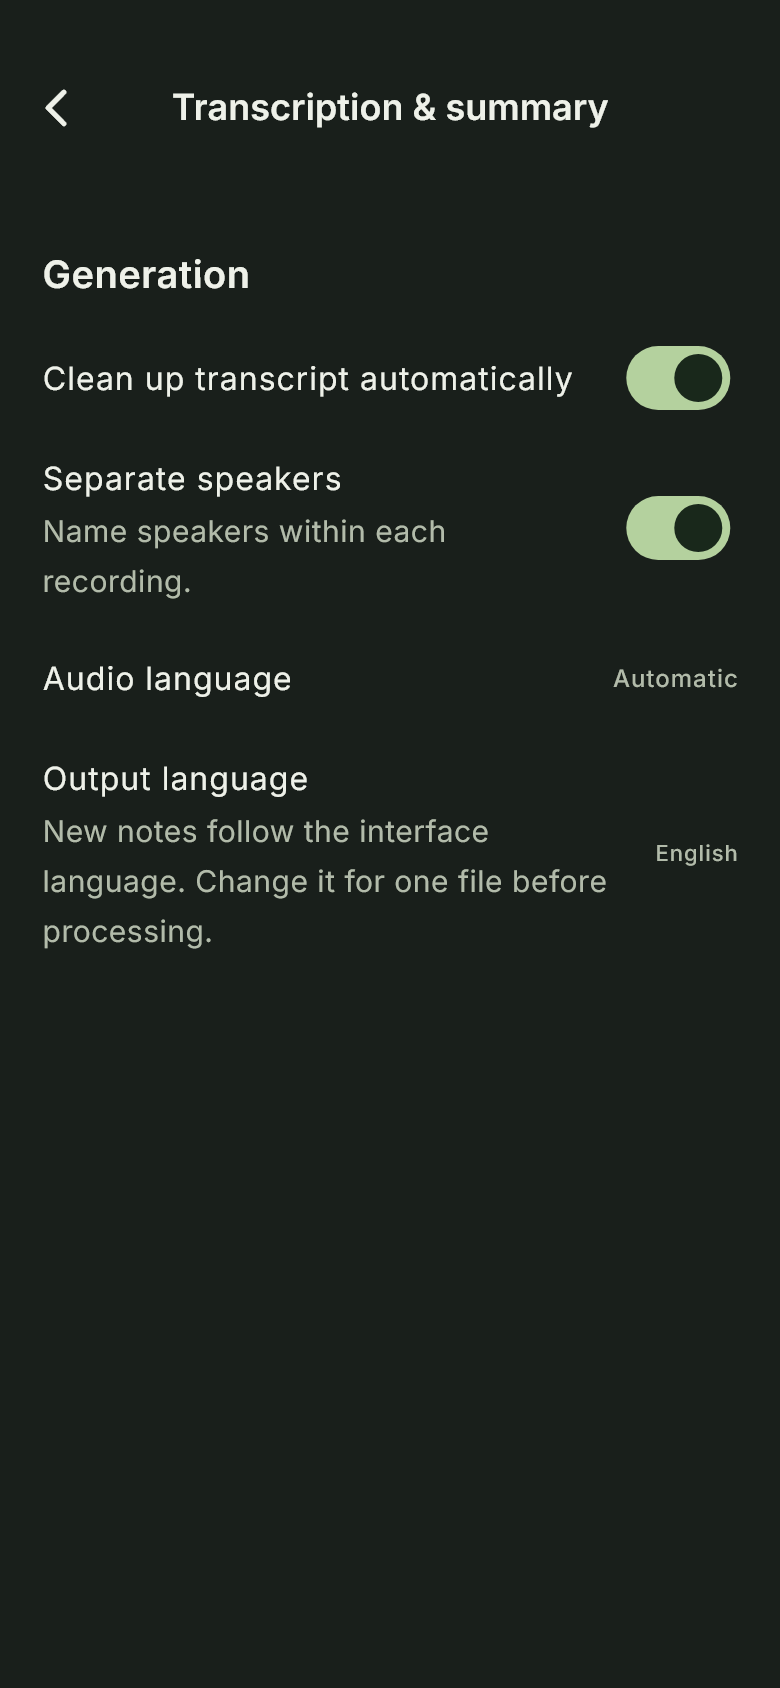 Transcription & summary
Generation
Clean up transcript automatically
Separate speakers
Name speakers within each
recording.
Audio language
Automatic
Output language
New notes follow the interface
language. Change it for one file before
processing.
English